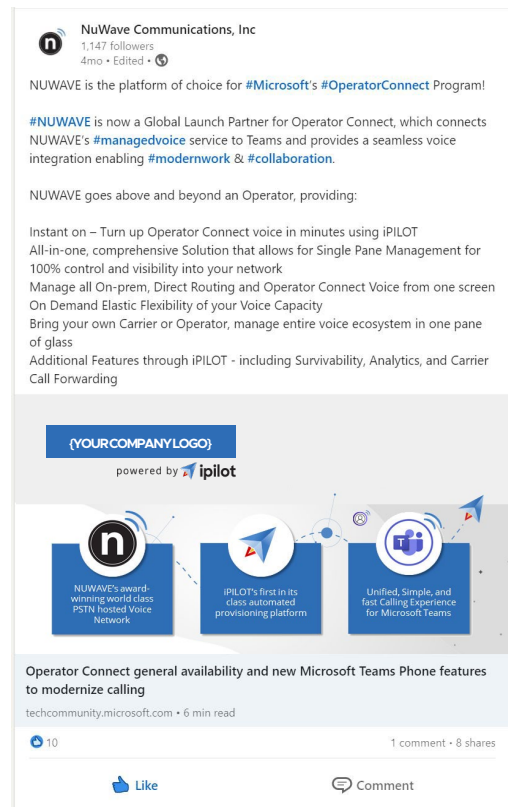 NuWave Communications, Inc
1,147 followers
4mo • Edited •
NUWAVE is the platform of choice for #Microsoft's #OperatorConnect Program!
#NUWAVE is now a Global Launch Partner for Operator Connect, which connects
NUWAVE's #managedvoice service to Teams and provides a seamless voice
integration enabling #modernwork & #collaboration.
NUWAVE goes above and beyond an Operator, providing:
Instant on – Turn up Operator Connect voice in minutes using iPILOT
All-in-one, comprehensive Solution that allows for Single Pane Management for
100% control and visibility into your network
Manage all On-prem, Direct Routing and Operator Connect Voice from one screen
On Demand Elastic Flexibility of your Voice Capacity
Bring your own Carrier or Operator, manage entire voice ecosystem in one pane
of glass
Additional Features through iPILOT - including Survivability, Analytics, and Carrier
Call Forwarding
{YOUR COMPANY LOGO}
powered by ipilot
n
T
NUWAVE's award-
winning world class
PSTN hosted Voice
Network
iPILOT's first in its
class automated
provisioning platform
Unified, Simple, and
fast Calling Experience
for Microsoft Teams
Operator Connect general availability and new Microsoft Teams Phone features
to modernize calling
techcommunity.microsoft.com • 6 min read
10
1 comment • 8 shares
Like
Comment